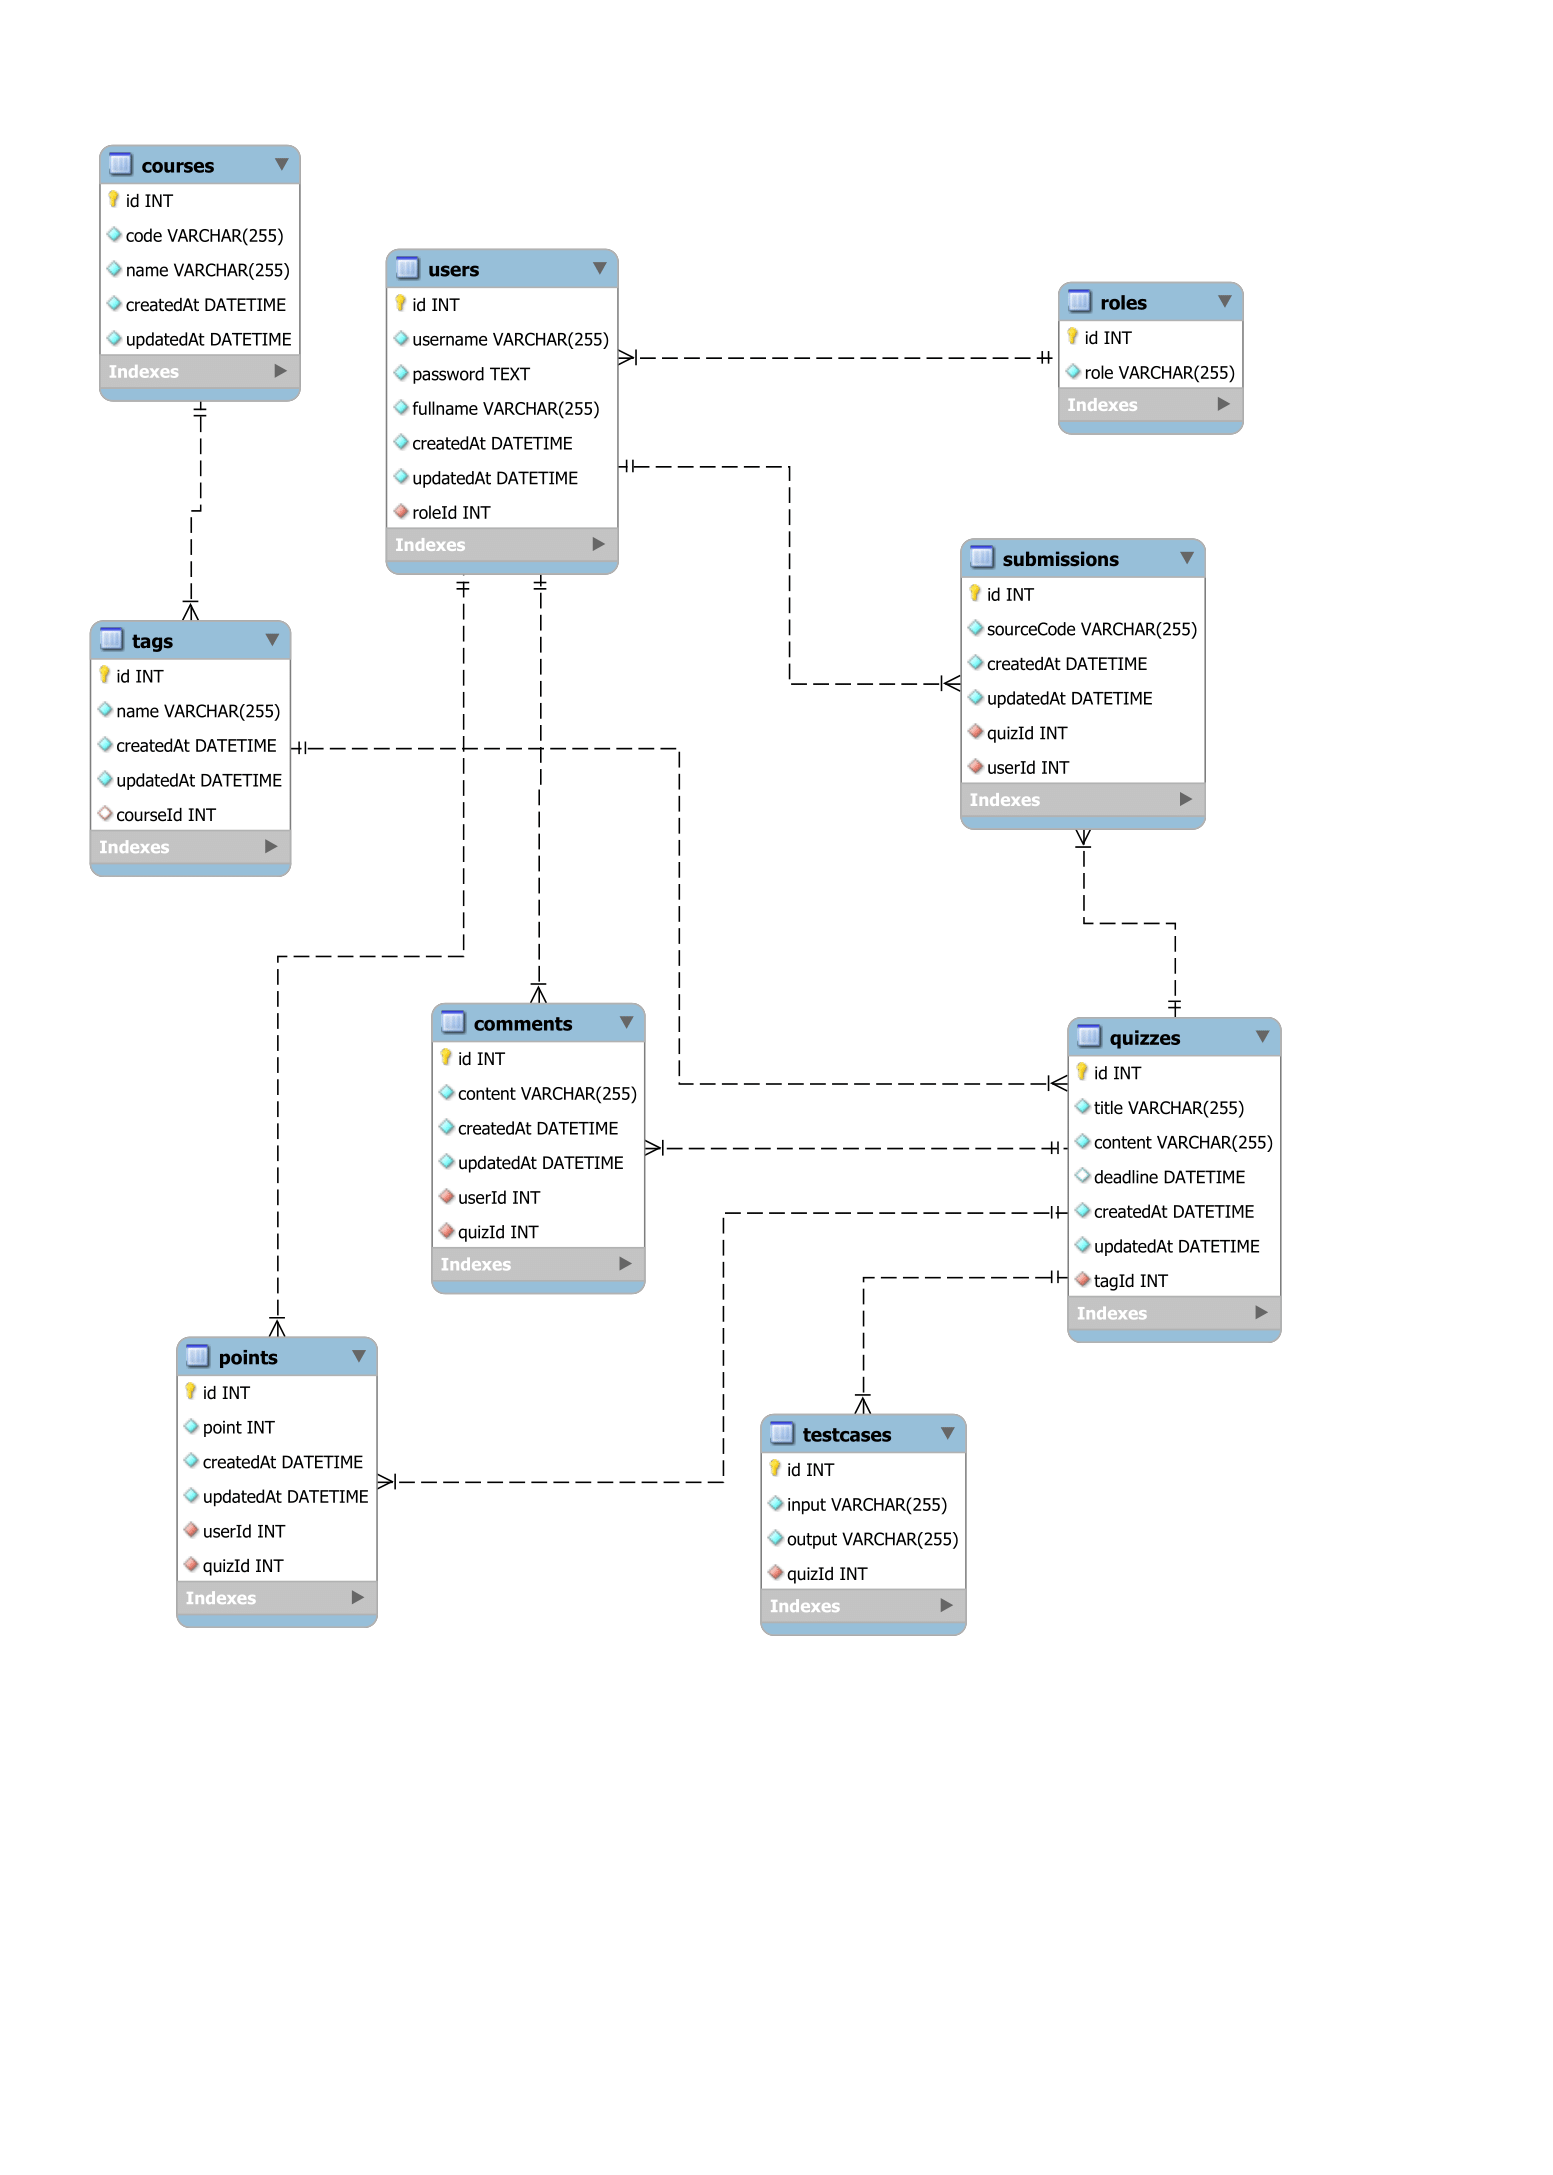 courses
id INT
code VARCHAR(255)
name VARCHAR(255)
createdAt DATETIME
updatedAt DATETIME
Indexes
users
id INT
username VARCHAR(255)
password TEXT
fullname VARCHAR(255)
createdAt DATETIME
updatedAt DATETIME
roleId INT
Indexes
roles
id INT
role VARCHAR(255)
Indexes
submissions
id INT
sourceCode VARCHAR(255)
createdAt DATETIME
updatedAt DATETIME
quizId INT
userId INT
Indexes
tags
id INT
name VARCHAR(255)
createdAt DATETIME
updatedAt DATETIME
courseId INT
Indexes
comments
id INT
content VARCHAR(255)
createdAt DATETIME
updatedAt DATETIME
userId INT
quizId INT
Indexes
quizzes
id INT
title VARCHAR(255)
content VARCHAR(255)
deadline DATETIME
createdAt DATETIME
updatedAt DATETIME
tagId INT
Indexes
points
id INT
point INT
createdAt DATETIME
updatedAt DATETIME
userId INT
quizId INT
Indexes
testcases
id INT
input VARCHAR(255)
output VARCHAR(255)
quizId INT
Indexes